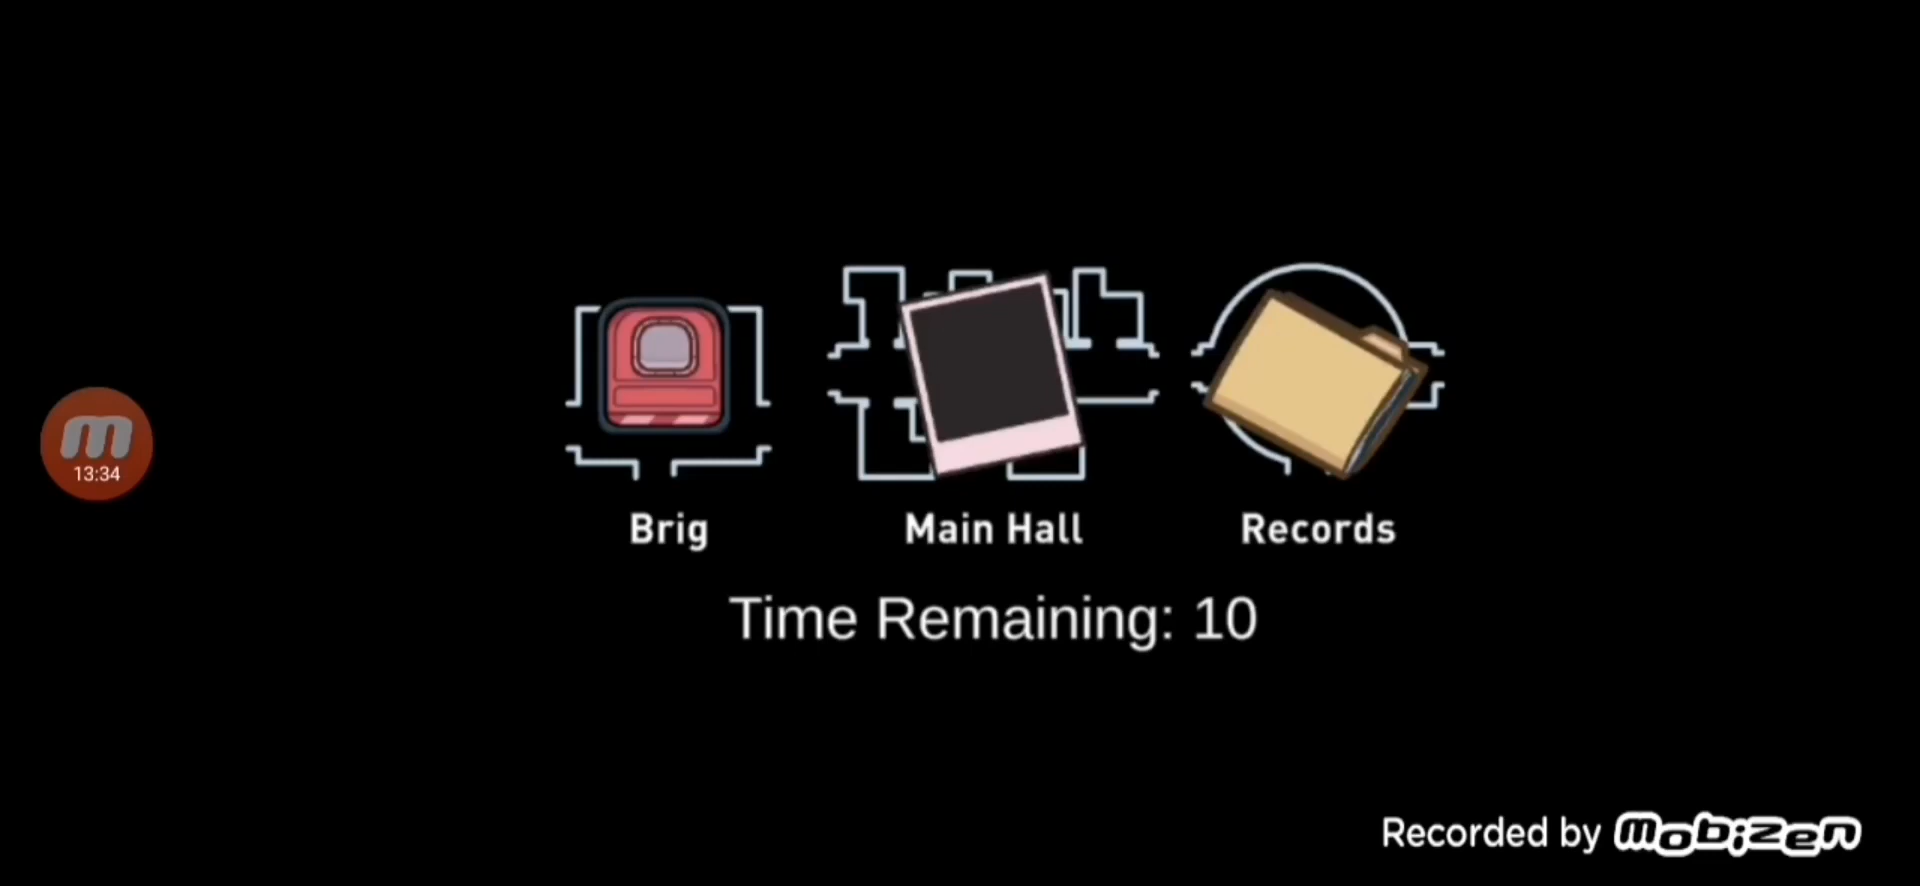 m
13:34
Brig
Main Hall
Records
Time Remaining: 10
Recorded by mobizen